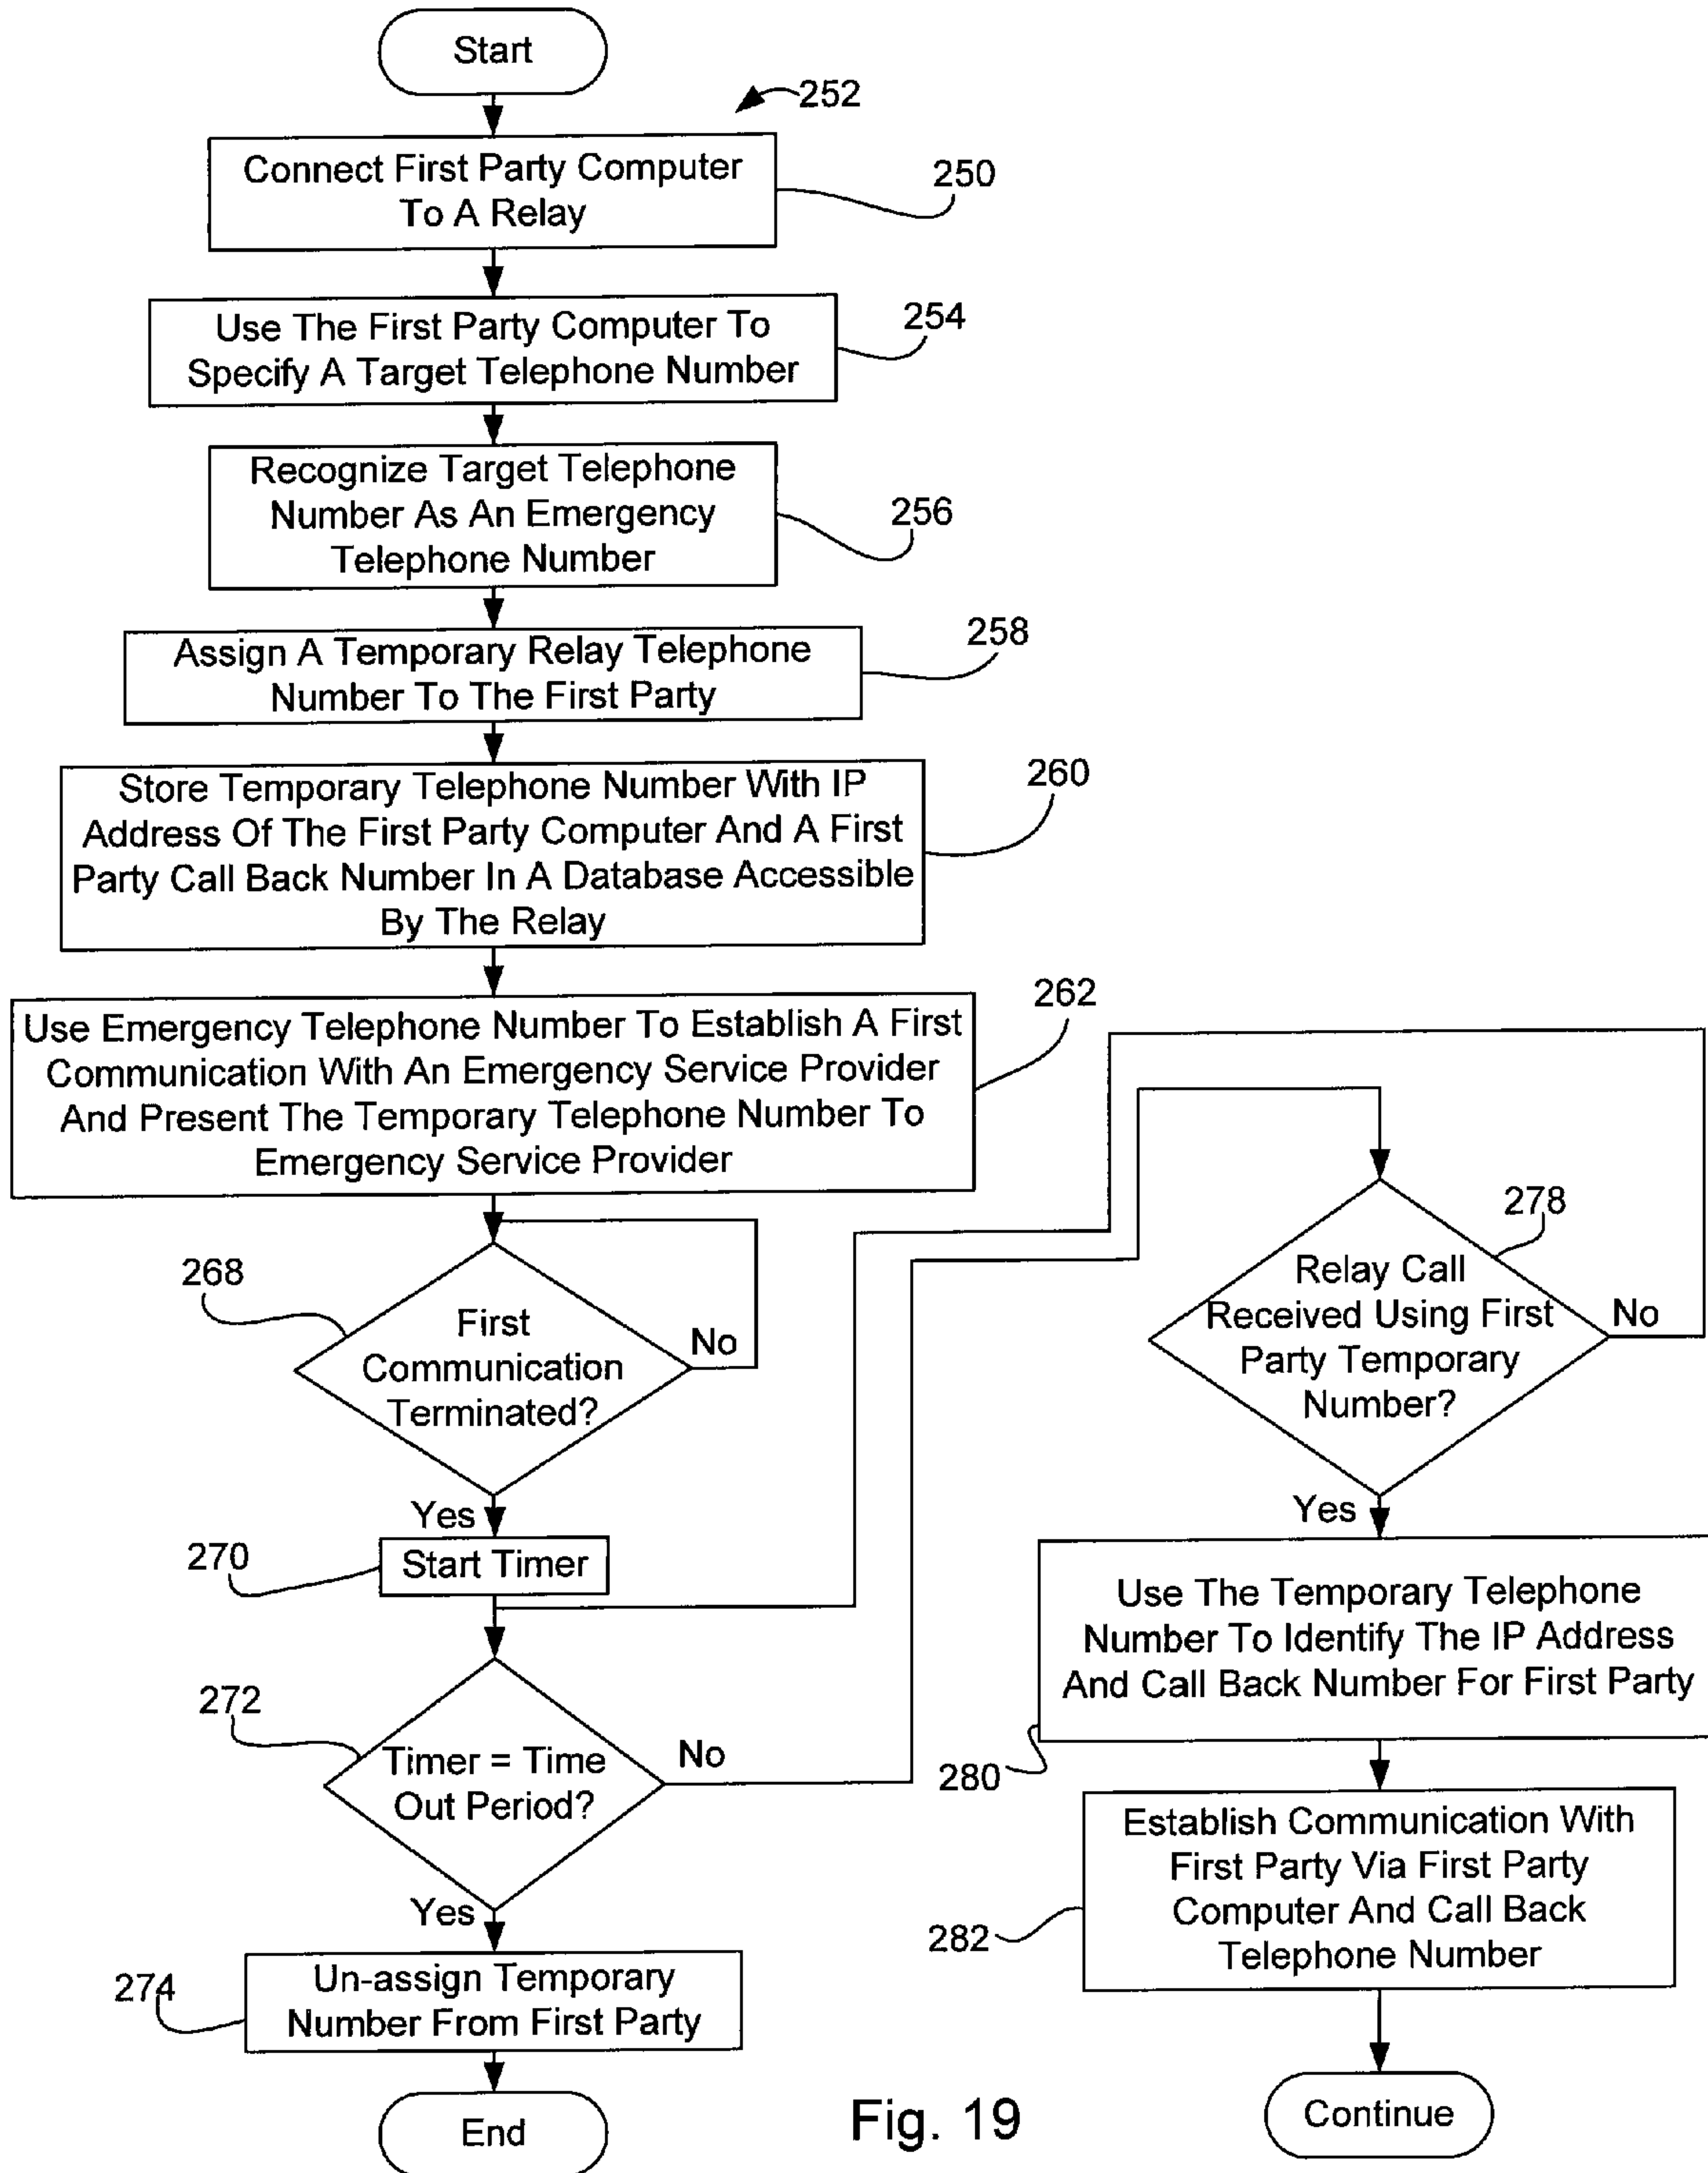 Start
252
Connect First Party Computer
To A Relay
250
Use The First Party Computer To
Specify A Target Telephone Number
254
Recognize Target Telephone
Number As An Emergency
Telephone Number
256
Assign A Temporary Relay Telephone
Number To The First Party
258
Store Temporary Telephone Number With IP
Address Of The First Party Computer And A First
Party Call Back Number In A Database Accessible
By The Relay
260
Use Emergency Telephone Number To Establish A First
Communication With An Emergency Service Provider
And Present The Temporary Telephone Number To
Emergency Service Provider
262
268
First
Communication
Terminated?
No
Yes
270
Start Timer
272
Timer = Time
Out Period?
No
Yes
274
Un-assign Temporary
Number From First Party
End
278
Relay Call
Received Using First
Party Temporary
Number?
No
Yes
Use The Temporary Telephone
Number To Identify The IP Address
And Call Back Number For First Party
280
Establish Communication With
First Party Via First Party
Computer And Call Back
Telephone Number
282
Continue
Fig. 19